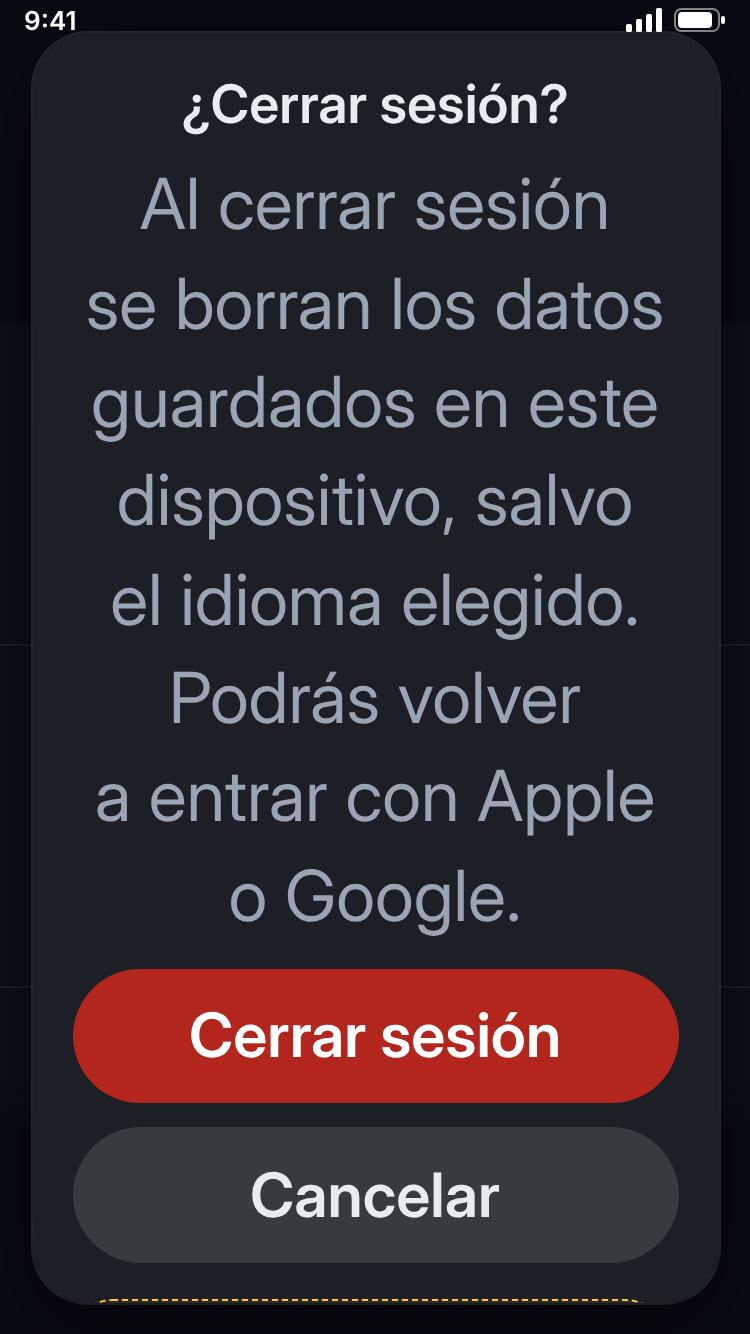 9:41
¿Cerrar sesión?
Al cerrar sesión
se borran los datos
guardados en este
dispositivo, salvo
el idioma elegido.
Podrás volver
a entrar con Apple
o Google.
Cerrar sesión
Cancelar